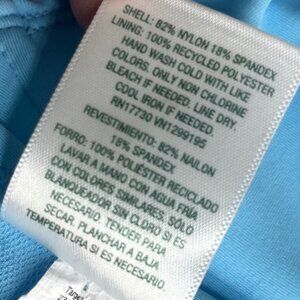 SHELL: 82% NYLON 18% SPANDEX
LINING: 100% RECYCLED POLYESTER
HAND WASH COLD WITH LIKE
COLORS, ONLY NON CHLORINE
BLEACH IF NEEDED. LINE DRY.
COOL IRON IF NEEDED.
RN17730 VN1299195
REVESTIMIENTO: 82% NAILON
18% SPANDEX
FORRO: 100% POLIESTER RECICLADO
LAVAR A MANO CON AGUA FRIA
CON COLORES SIMILARES, SÓLO
BLANQUEADOR SIN CLORO SI ES
NECESARIO. TENDER PARA
SECAR. PLANCHAR A BAJA
TEMPERATURA SI ES NECESARIO.
Target